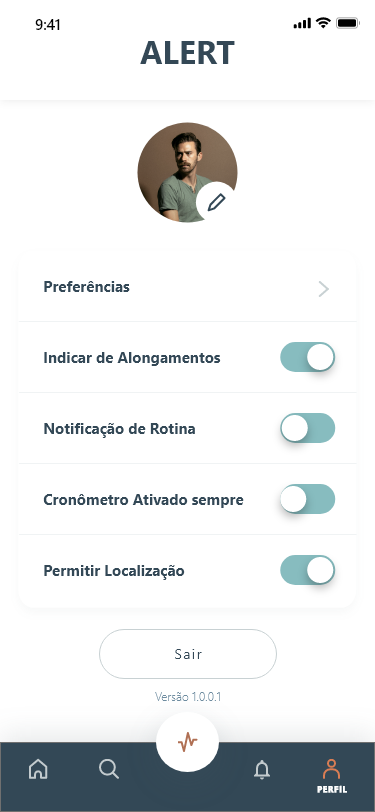 9:41
ALERT
Preferências
Indicar de Alongamentos
Notificação de Rotina
Cronômetro Ativado sempre
Permitir Localização
Sair
Versão 1.0.0.1
PERFIL